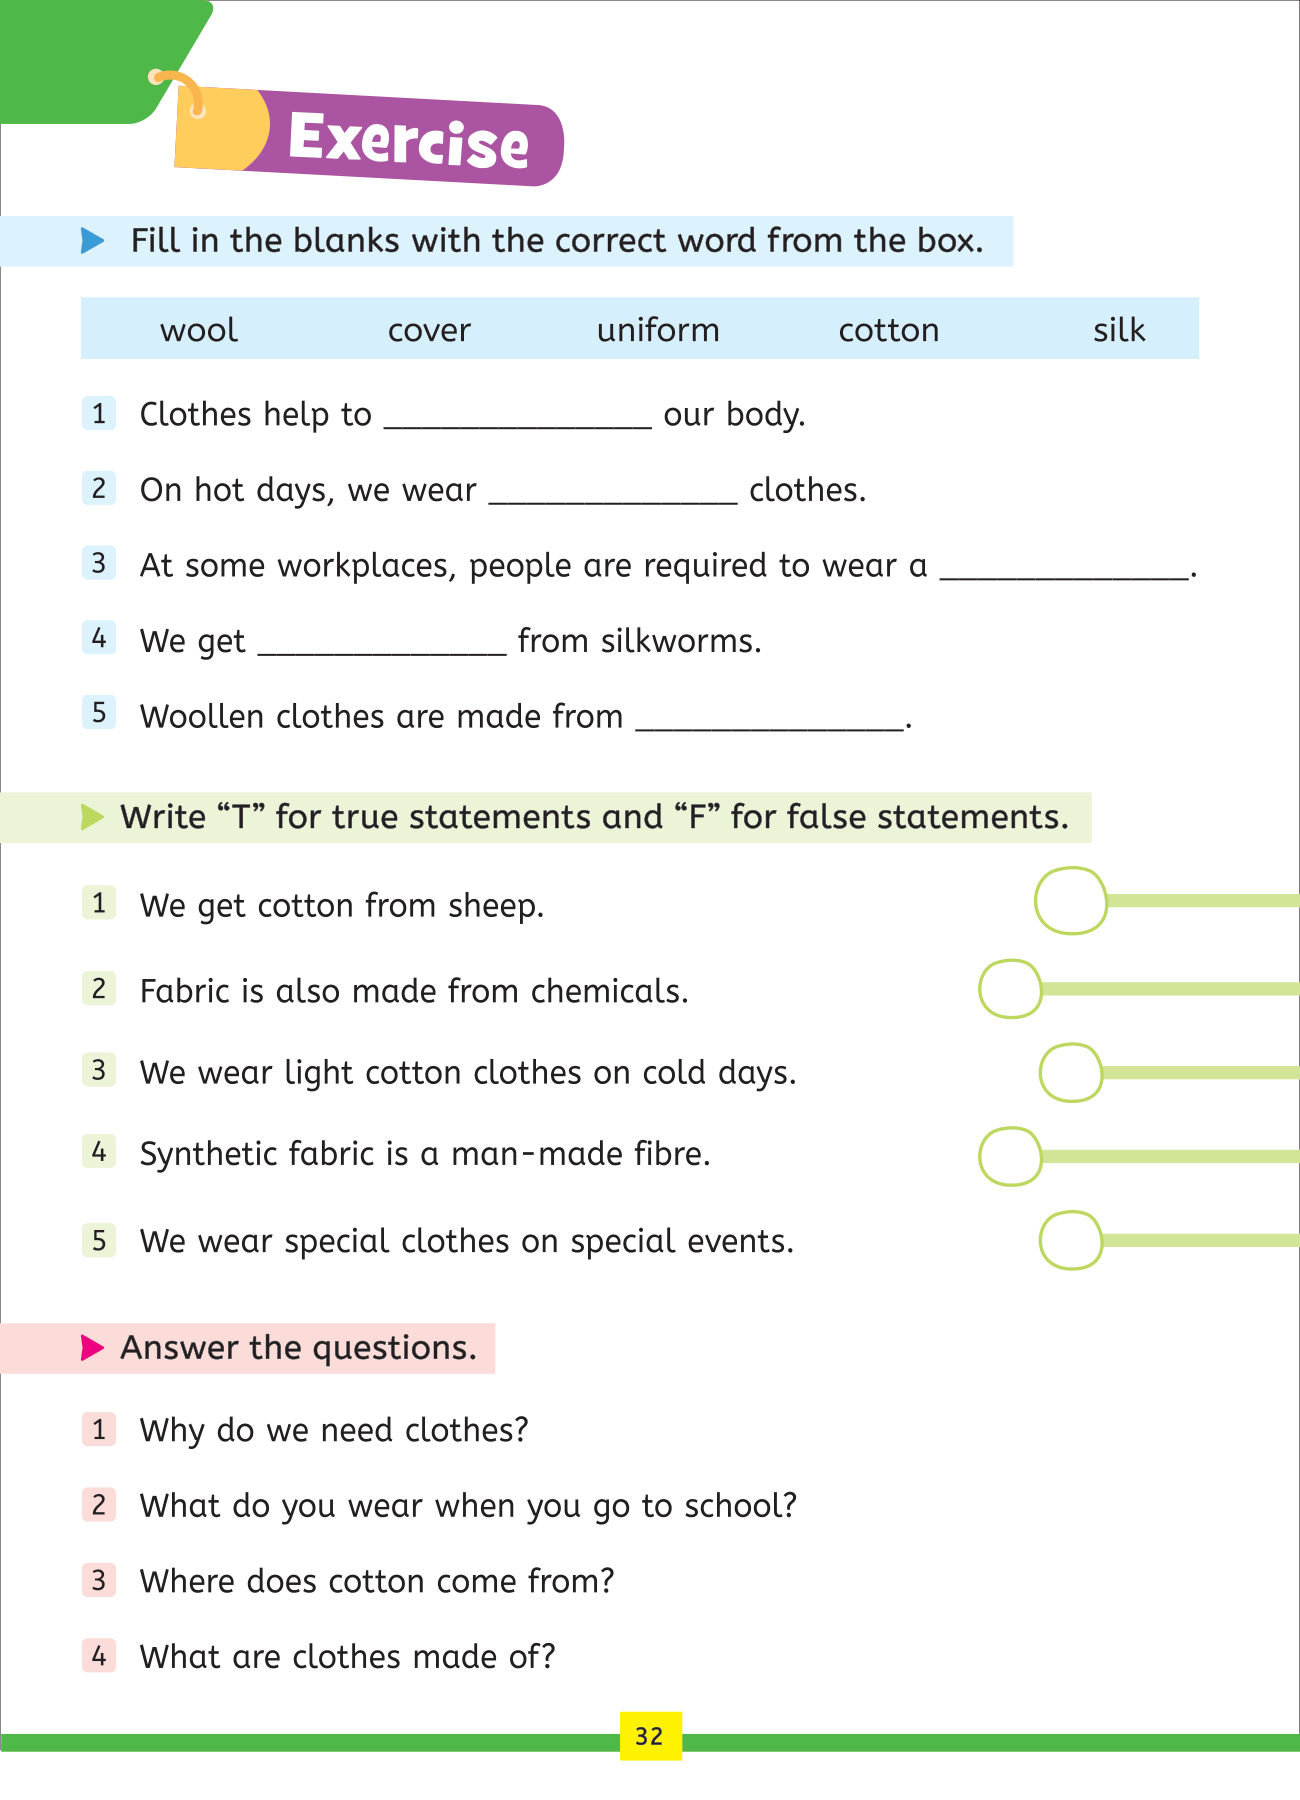 Exercise
Fill in the blanks with the correct word from the box.
wool cover uniform cotton silk
1 Clothes help to ______________ our body.
2 On hot days, we wear _____________ clothes.
3 At some workplaces, people are required to wear a _____________.
4 We get _____________ from silkworms.
5 Woollen clothes are made from ______________.
Write “T” for true statements and “F” for false statements.
1 We get cotton from sheep.
2 Fabric is also made from chemicals.
3 We wear light cotton clothes on cold days.
4 Synthetic fabric is a man-made fibre.
5 We wear special clothes on special events.
Answer the questions.
1 Why do we need clothes?
2 What do you wear when you go to school?
3 Where does cotton come from?
4 What are clothes made of?
32